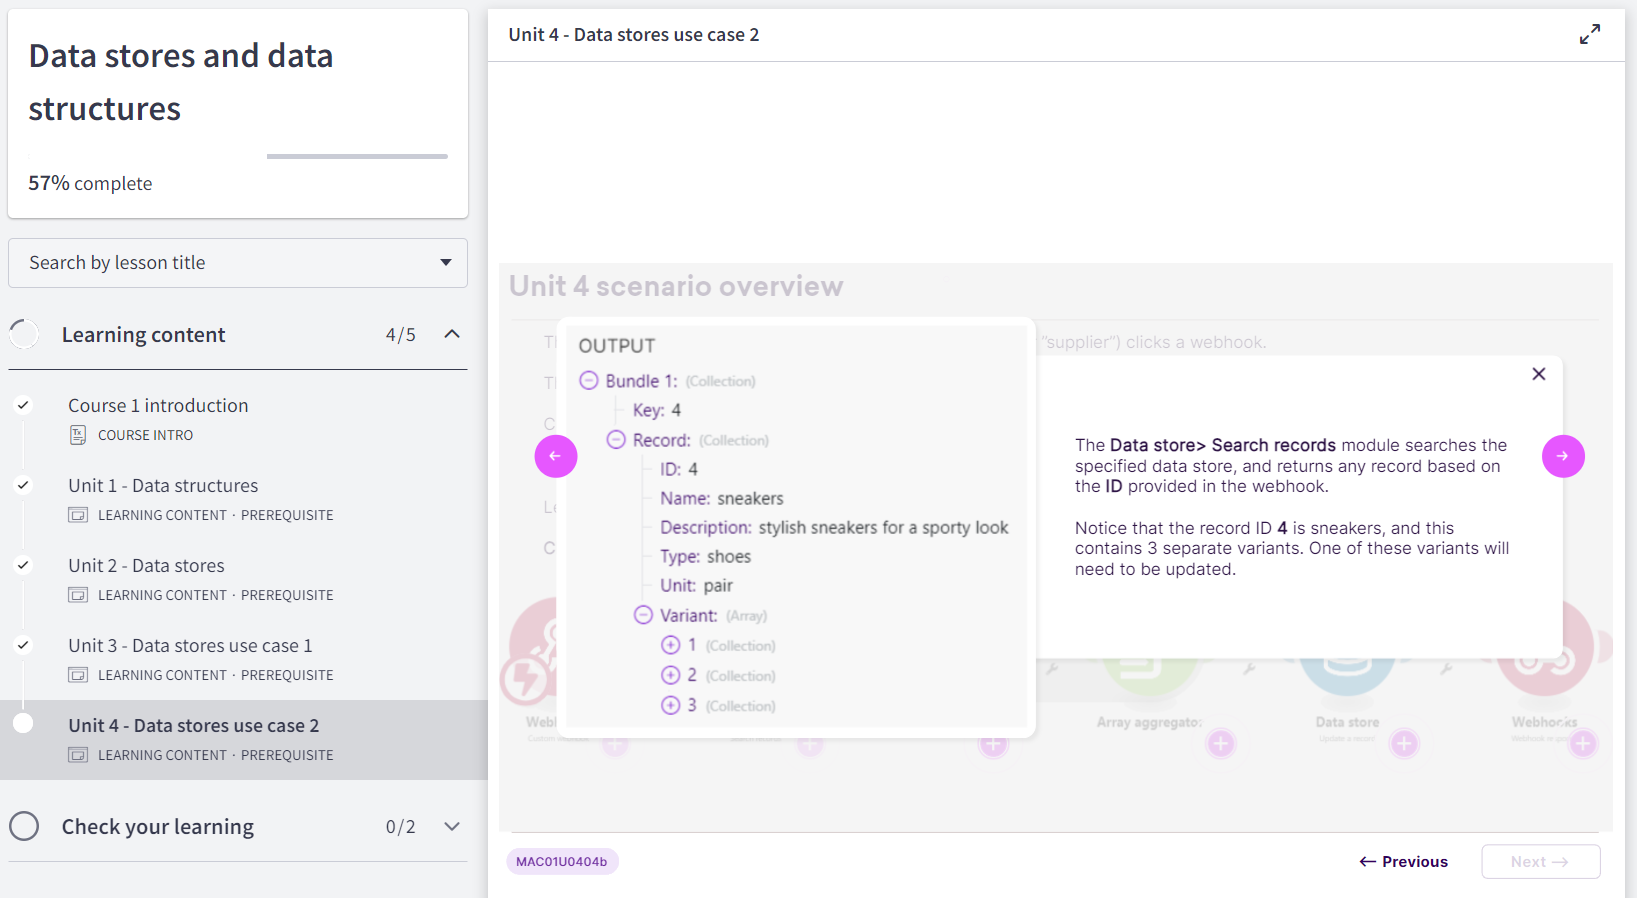 Data stores and data
structures
57% complete
Search by lesson title
Learning content 4/5
Course 1 introduction
COURSE INTRO
Unit 1 - Data structures
LEARNING CONTENT · PREREQUISITE
Unit 2 - Data stores
LEARNING CONTENT · PREREQUISITE
Unit 3 - Data stores use case 1
LEARNING CONTENT · PREREQUISITE
Unit 4 - Data stores use case 2
LEARNING CONTENT · PREREQUISITE
Check your learning 0/2
Unit 4 - Data stores use case 2
Unit 4 scenario overview
"supplier") clicks a webhook.
OUTPUT
Bundle 1: (Collection)
Key: 4
Record: (Collection)
ID: 4
Name: sneakers
Description: stylish sneakers for a sporty look
Type: shoes
Unit: pair
Variant: (Array)
1 (Collection)
2 (Collection)
3 (Collection)
The Data store> Search records module searches the
specified data store, and returns any record based on
the ID provided in the webhook.
Notice that the record ID 4 is sneakers, and this
contains 3 separate variants. One of these variants will
need to be updated.
Array aggregator
Data store
Update a record
Webhooks
MAC01U0404b
← Previous
Next →